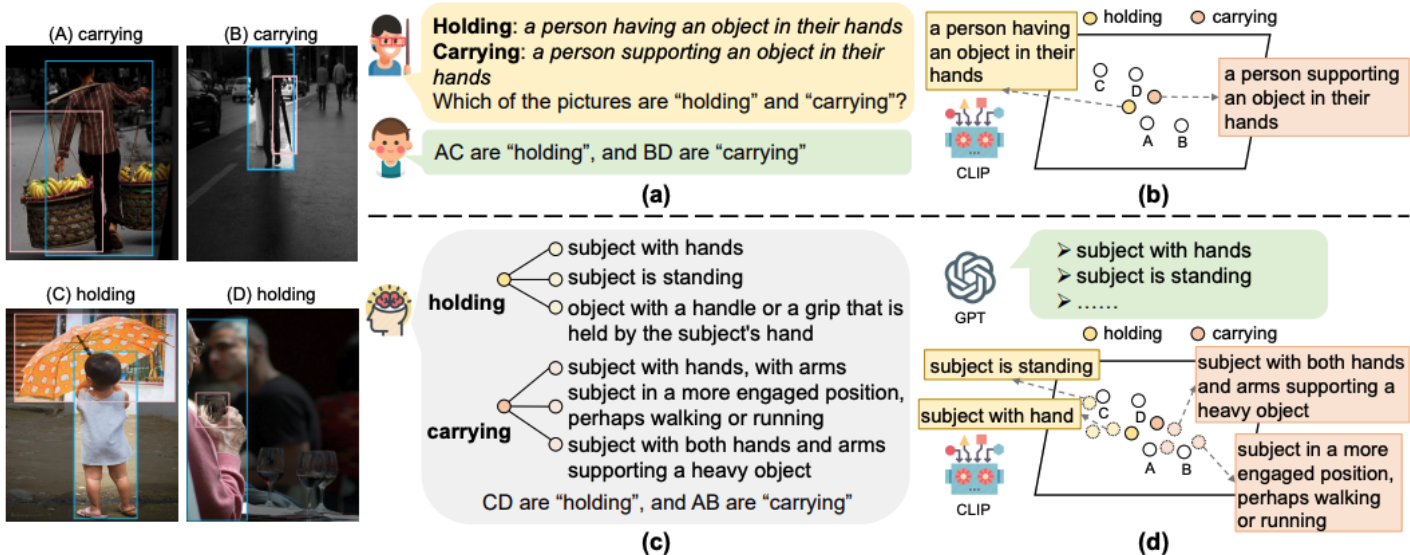 (A) carrying
(B) carrying
(C) holding
(D) holding
Holding: a person having an object in their hands
Carrying: a person supporting an object in their
hands
Which of the pictures are “holding” and “carrying”?
AC are “holding”, and BD are “carrying”
(a)
a person having
an object in their
hands
holding
carrying
C
D
A
B
a person supporting
an object in their
hands
CLIP
(b)
holding
subject with hands
subject is standing
object with a handle or a grip that is
held by the subject's hand
carrying
subject with hands, with arms
subject in a more engaged position,
perhaps walking or running
subject with both hands and arms
supporting a heavy object
CD are “holding”, and AB are “carrying”
(c)
GPT
➢ subject with hands
➢ subject is standing
➢ ……
holding
carrying
subject is standing
subject with hand
C
D
A
B
subject with both hands
and arms supporting a
heavy object
subject in a more
engaged position,
perhaps walking
or running
CLIP
(d)